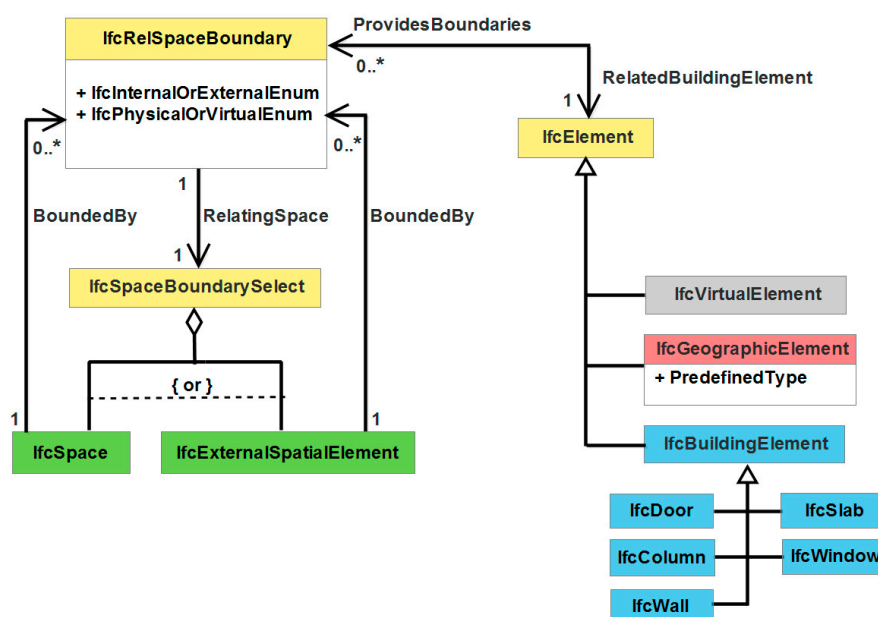 ProvidesBoundaries
IfcRelSpaceBoundary
0..*
+ IfcInternalOrExternalEnum
+ IfcPhysicalOrVirtualEnum
RelatedBuildingElement
1
IfcElement
0..*
0..*
1
BoundedBy
RelatingSpace
BoundedBy
1
IfcSpaceBoundarySelect
IfcVirtualElement
IfcGeographicElement
+ PredefinedType
{ or }
1
1
IfcSpace
IfcExternalSpatialElement
IfcBuildingElement
IfcDoor
IfcSlab
IfcColumn
IfcWindow
IfcWall